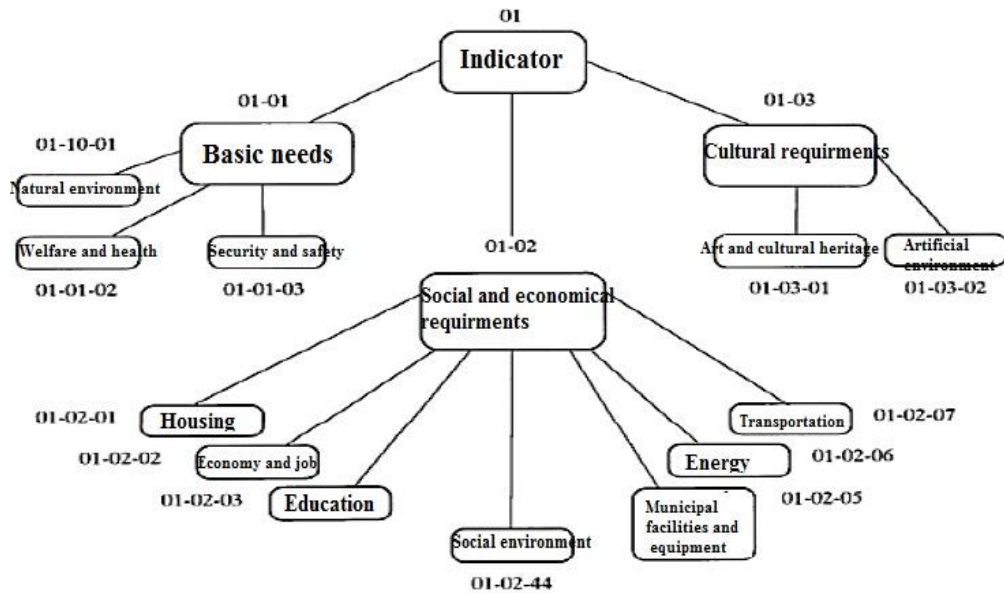 01
Indicator
01-01
01-03
01-10-01
Basic needs
Cultural requirments
Natural environment
01-02
Welfare and health
Security and safety
Art and cultural heritage
Artificial
environment
01-01-02
01-01-03
01-03-01
01-03-02
Social and economical
requirments
01-02-01
Housing
Transportation
01-02-07
01-02-02
Economy and job
Energy
01-02-06
01-02-03
Education
01-02-05
Municipal
facilities and
equipment
Social environment
01-02-44